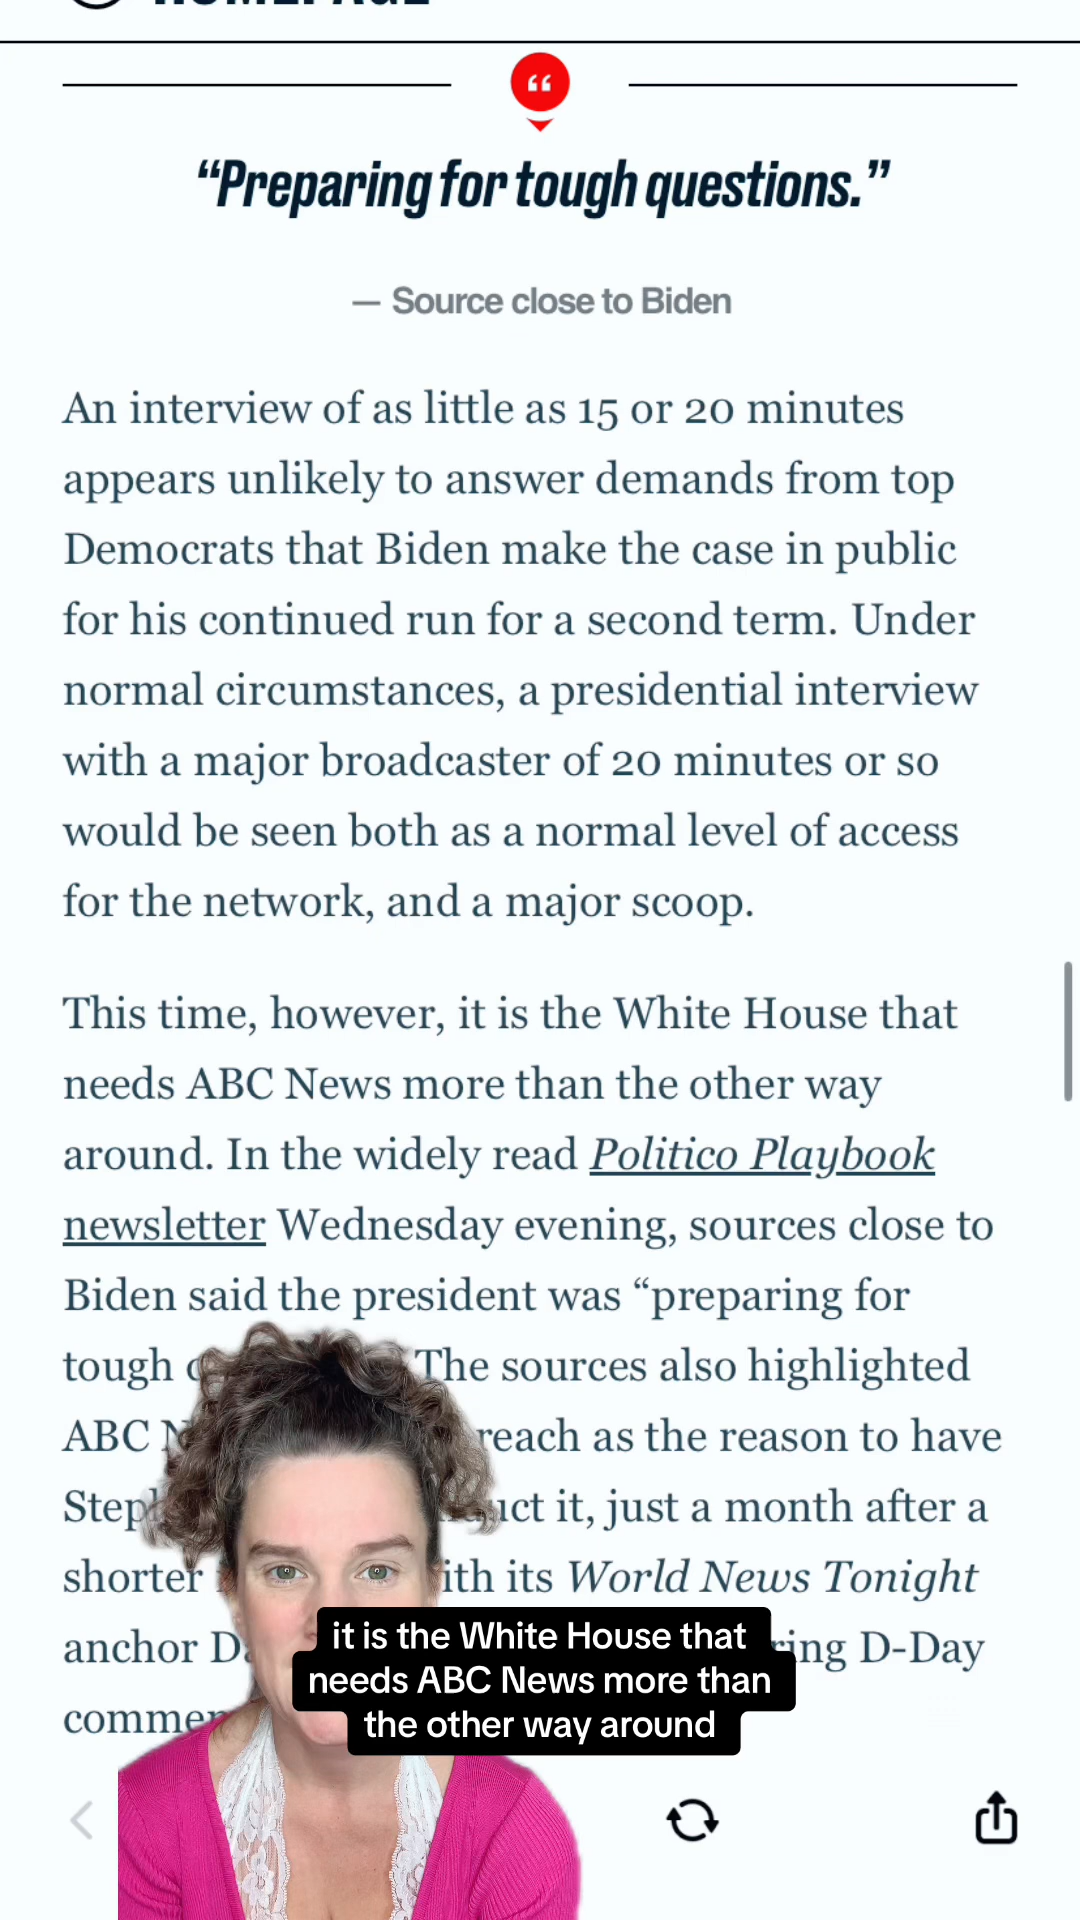 “Preparing for tough questions.”
— Source close to Biden
An interview of as little as 15 or 20 minutes
appears unlikely to answer demands from top
Democrats that Biden make the case in public
for his continued run for a second term. Under
normal circumstances, a presidential interview
with a major broadcaster of 20 minutes or so
would be seen both as a normal level of access
for the network, and a major scoop.
This time, however, it is the White House that
needs ABC News more than the other way
around. In the widely read Politico Playbook
newsletter Wednesday evening, sources close to
Biden said the president was “preparing for
tough The sources also highlighted
ABC reach as the reason to have
it, just a month after a
shorter its World News Tonight
anchor D-Day
it is the White House that
needs ABC News more than
the other way around